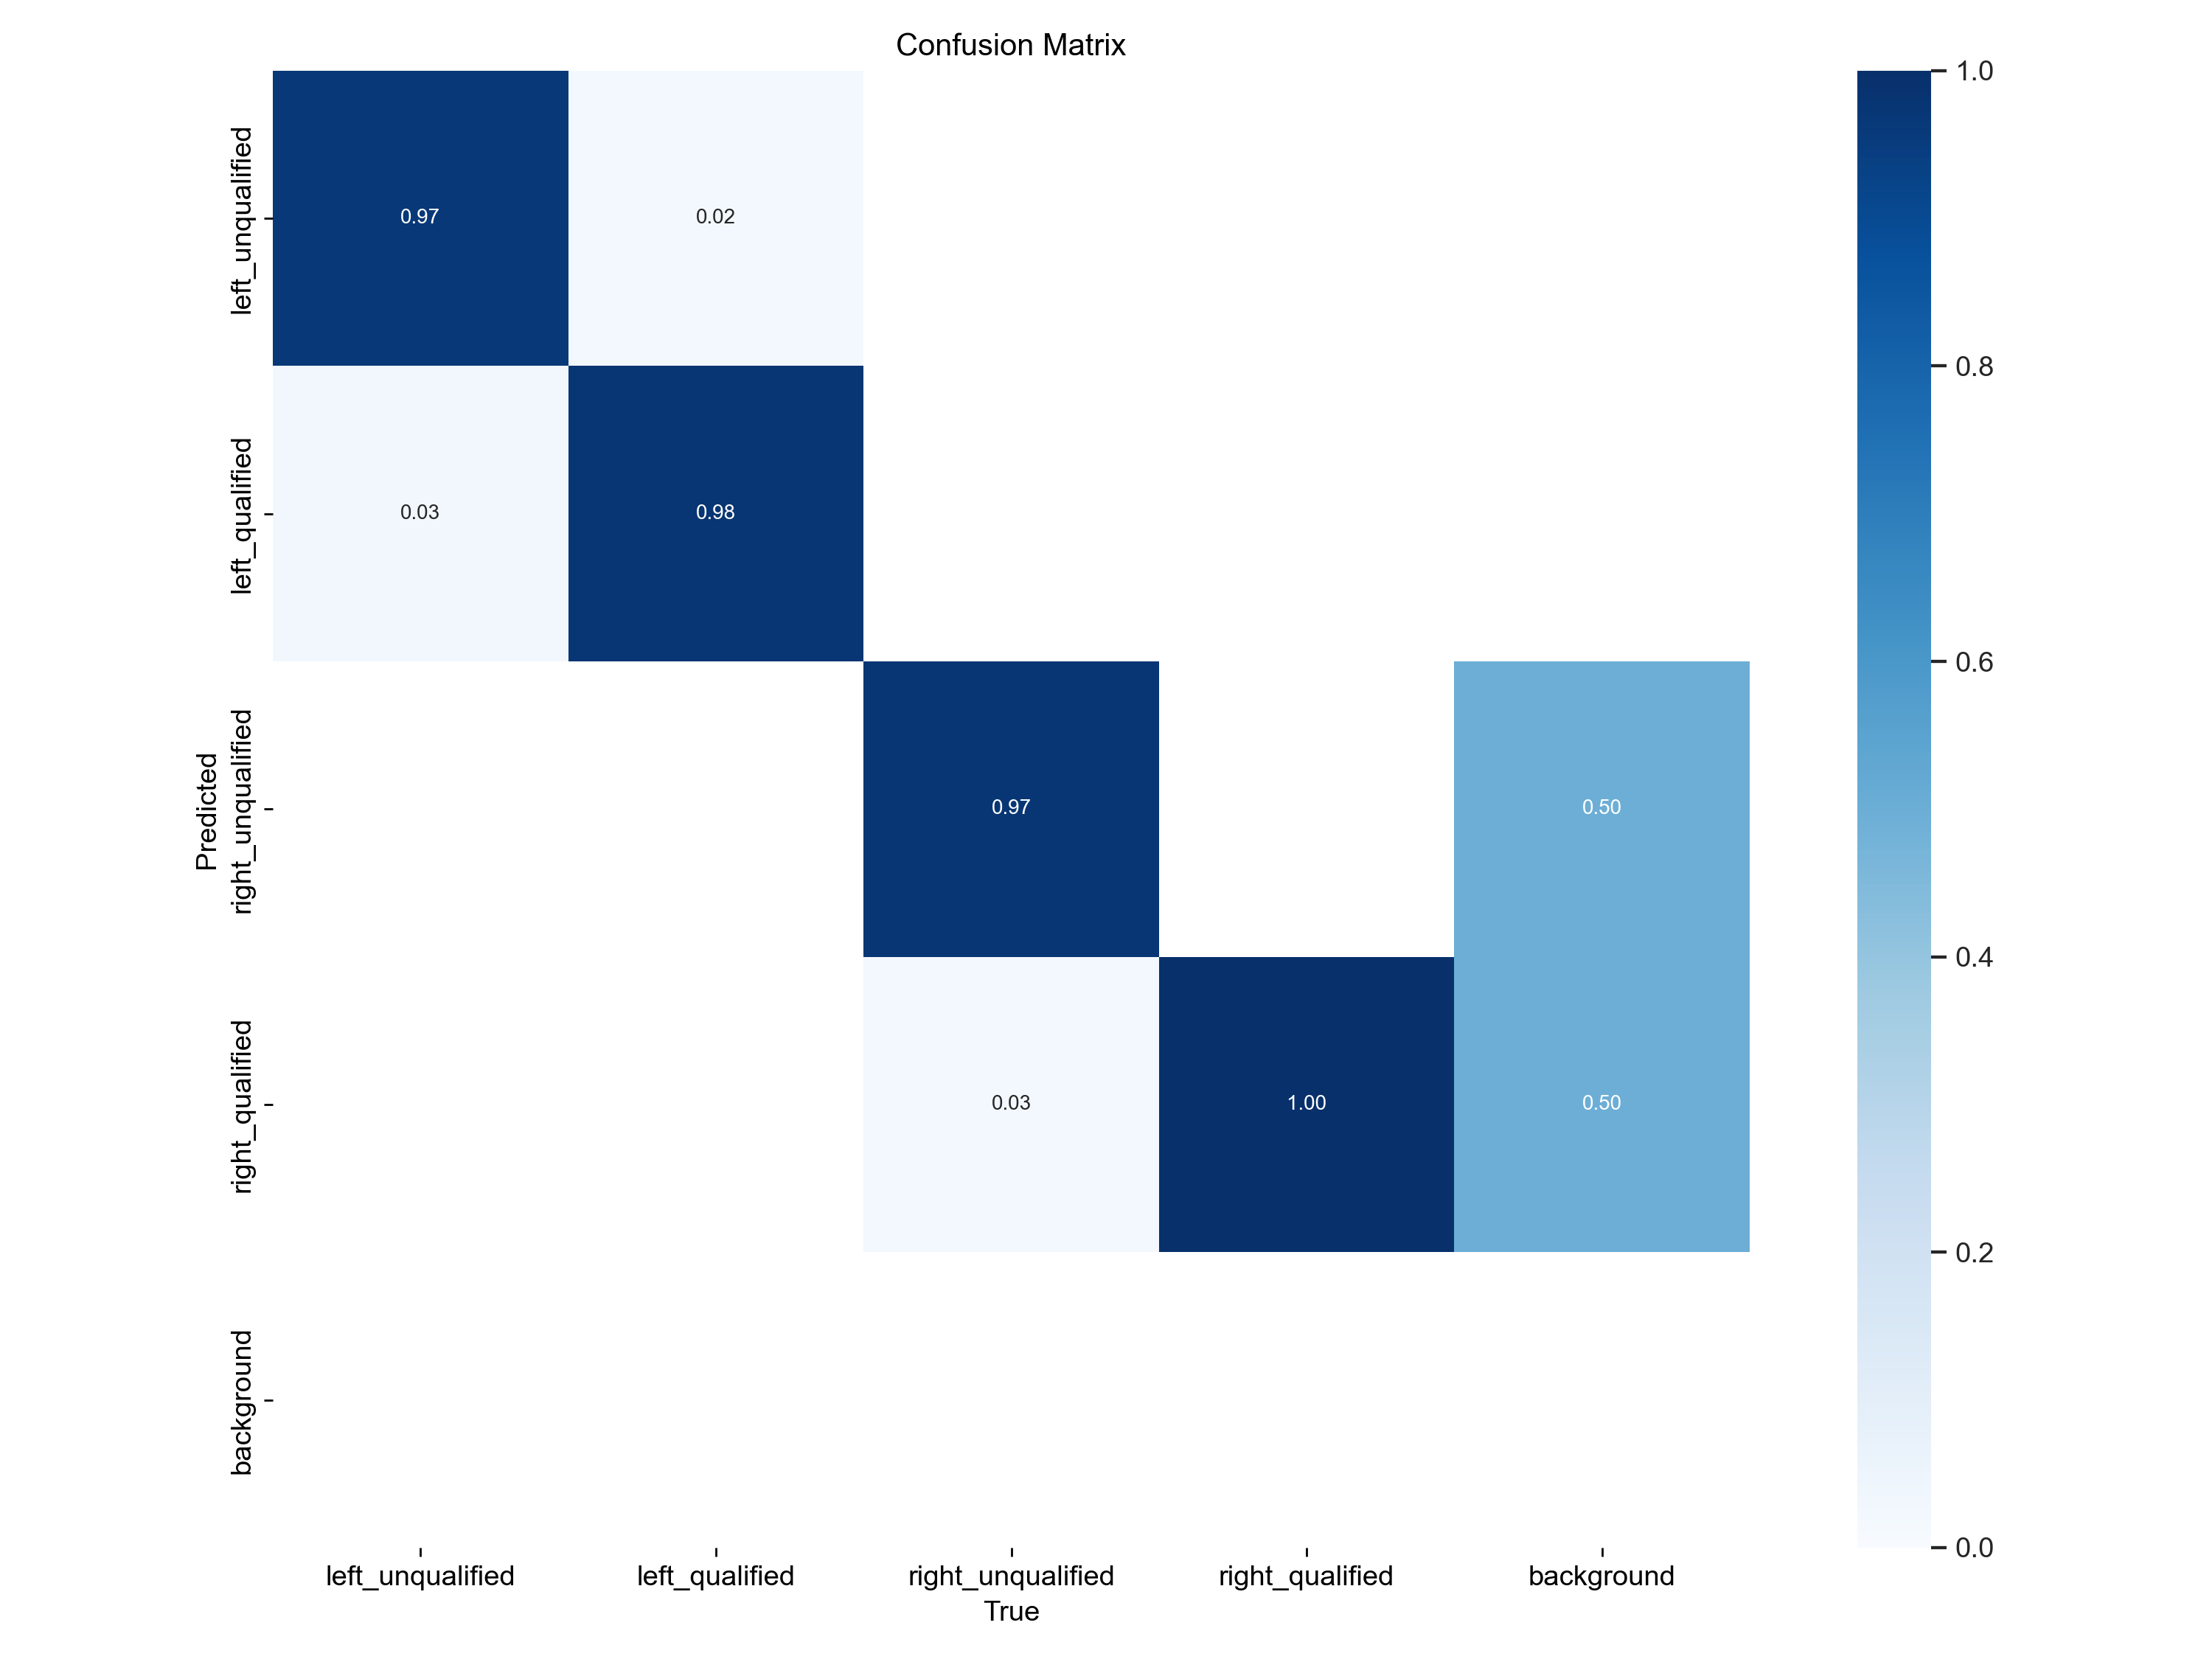 Confusion Matrix
left_unqualified
0.97
0.02
left_qualified
0.03
0.98
Predicted
right_unqualified
0.97
0.50
right_qualified
0.03
1.00
0.50
background
left_unqualified
left_qualified
right_unqualified
right_qualified
background
True
1.0
0.8
0.6
0.4
0.2
0.0